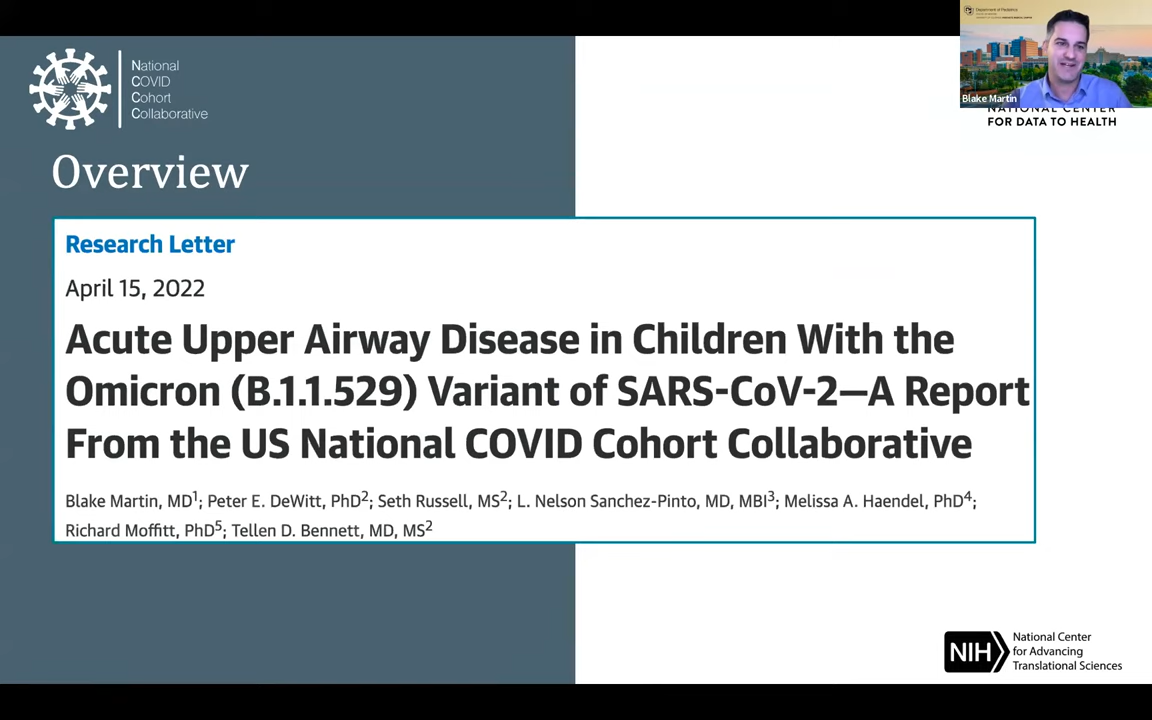 National
COVID
Cohort
Collaborative
Department of Pediatrics
Blake Martin
NATIONAL CENTER
FOR DATA TO HEALTH
Overview
Research Letter
April 15, 2022
Acute Upper Airway Disease in Children With the
Omicron (B.1.1.529) Variant of SARS-CoV-2—A Report
From the US National COVID Cohort Collaborative
Blake Martin, MD1; Peter E. DeWitt, PhD2; Seth Russell, MS2; L. Nelson Sanchez-Pinto, MD, MBI3; Melissa A. Haendel, PhD4;
Richard Moffitt, PhD5; Tellen D. Bennett, MD, MS2
NIH
National Center
for Advancing
Translational Sciences